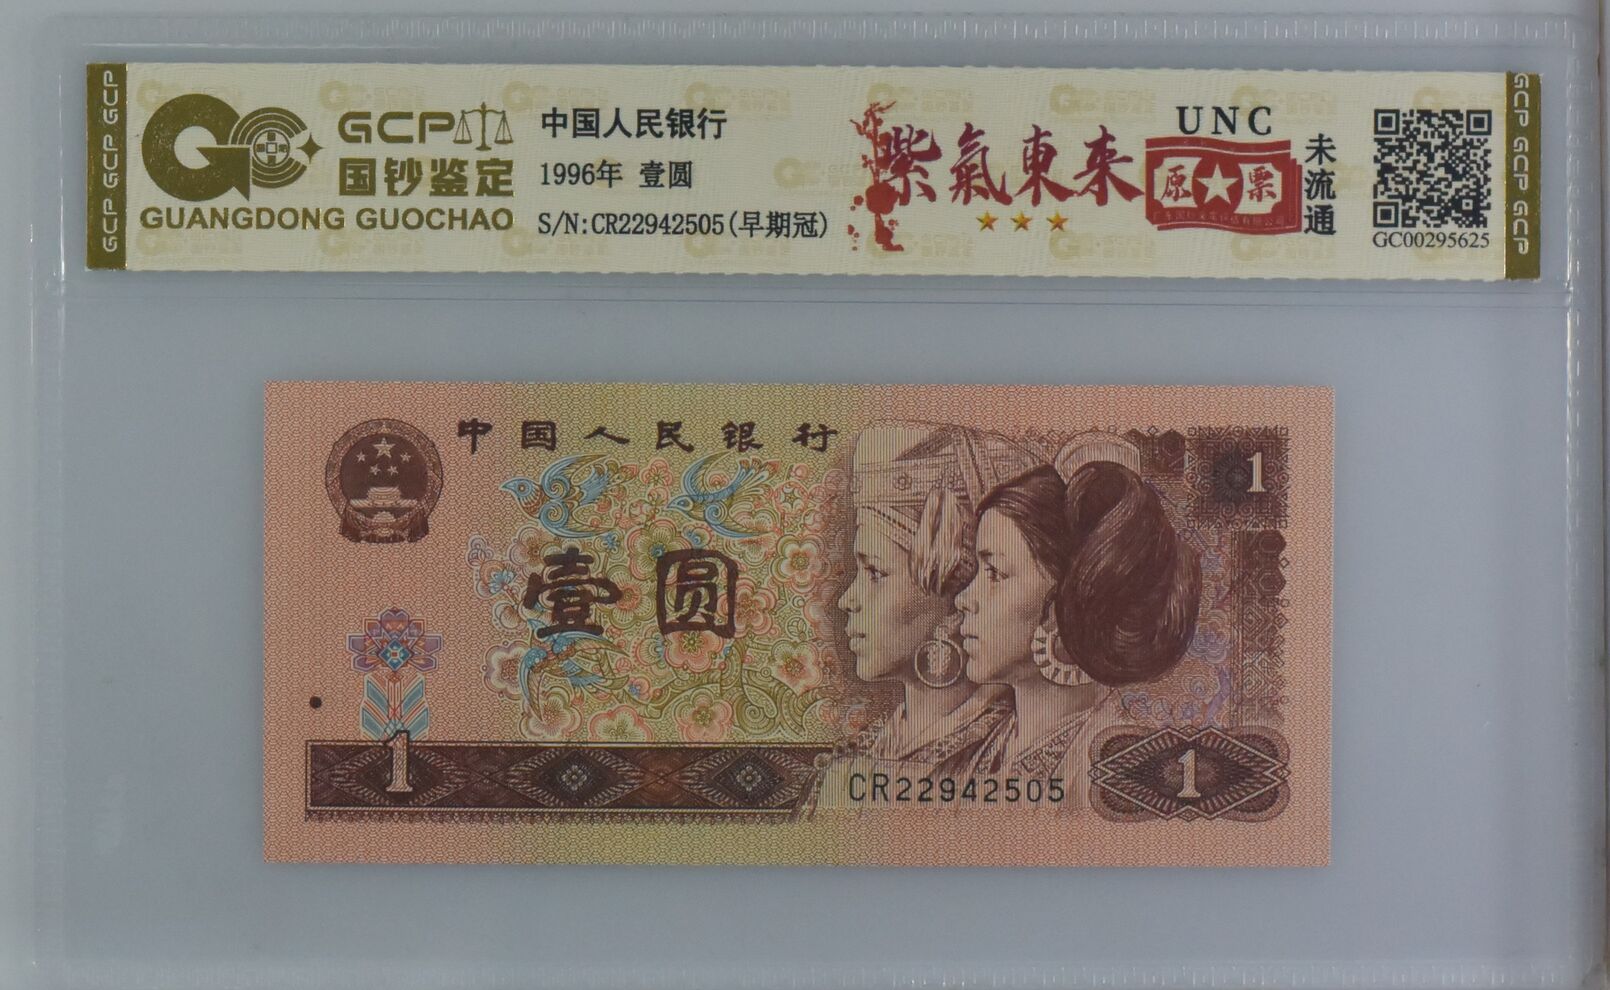 GCP GCP GCP
GCP
国钞鉴定
GUANGDONG GUOCHAO
中国人民银行
1996年 壹圆
S/N:CR22942505(早期冠)
紫氣東来
UNC
原票
未流通
GC00295625
GCP GCP GCP
中国人民银行
1
壹圆
1
CR22942505
1